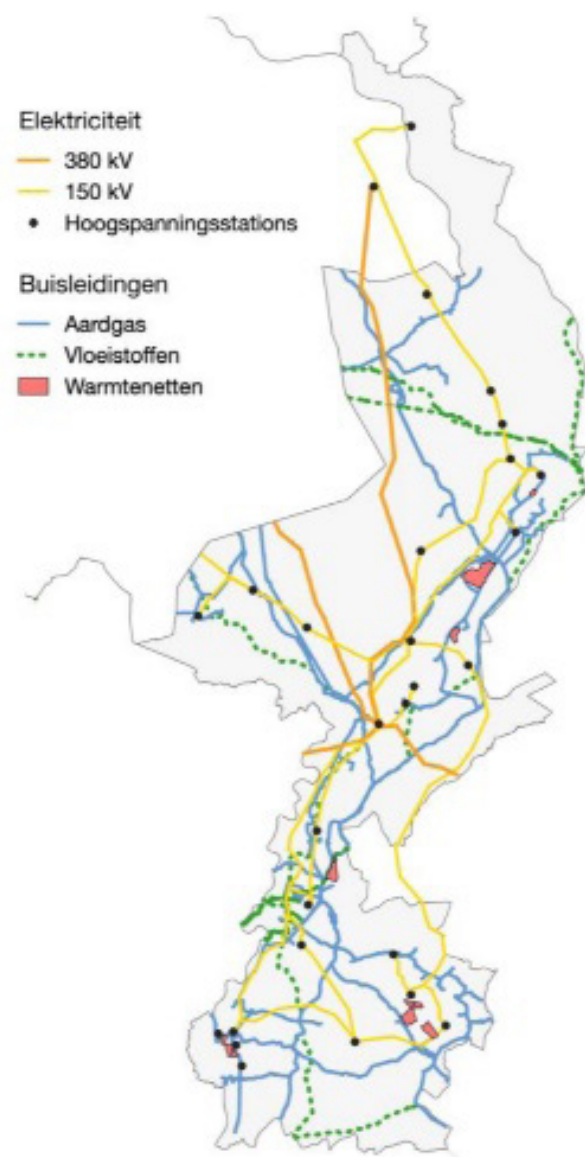 Elektriciteit
380 kV
150 kV
Hoogspanningsstations
Buisleidingen
Aardgas
Vloeistoffen
Warmtenetten